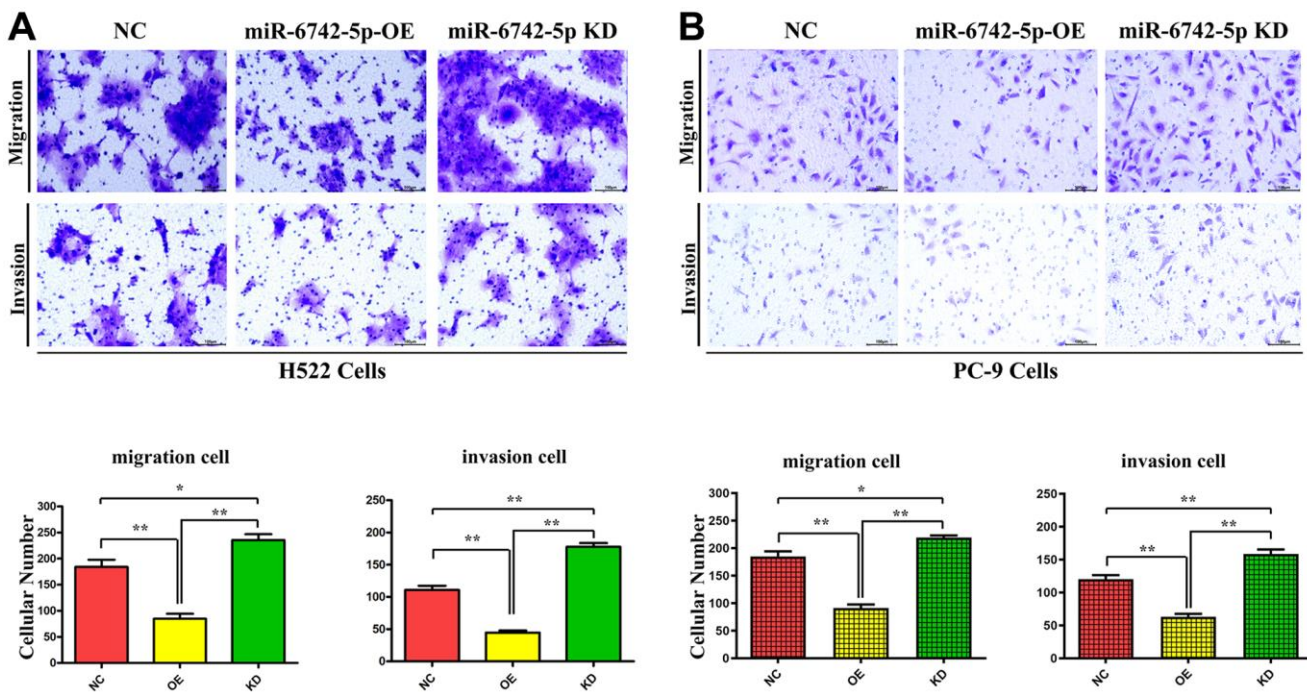 A
NC
miR-6742-5p-OE
miR-6742-5p KD
Migration
Invasion
H522 Cells
B
NC
miR-6742-5p-OE
miR-6742-5p KD
Migration
Invasion
PC-9 Cells
migration cell
Cellular Number
300
250
200
150
100
50
0
*
**
**
NC
OE
KD
invasion cell
250
200
150
100
50
0
**
**
**
NC
OE
KD
migration cell
Cellular Number
300
250
200
150
100
50
0
*
**
**
NC
OE
KD
invasion cell
250
200
150
100
50
0
**
**
**
NC
OE
KD